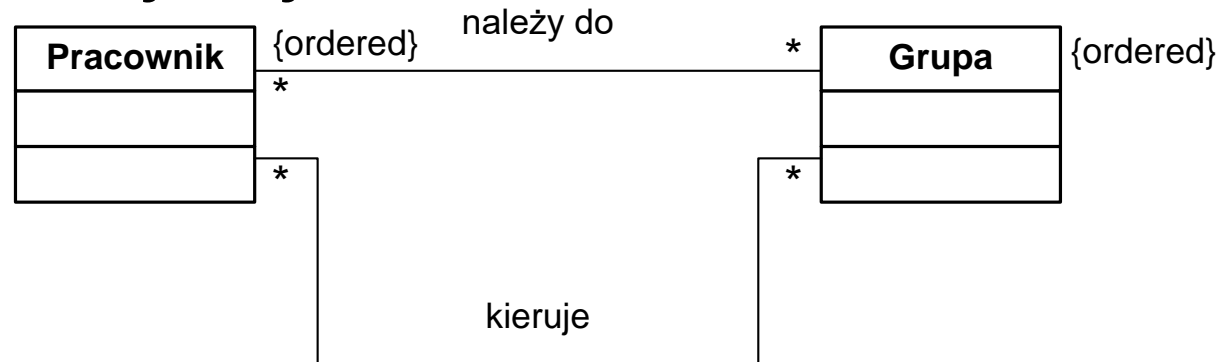 należy do
Pracownik
{ordered}
*
*
Grupa
{ordered}
*
*
kieruje